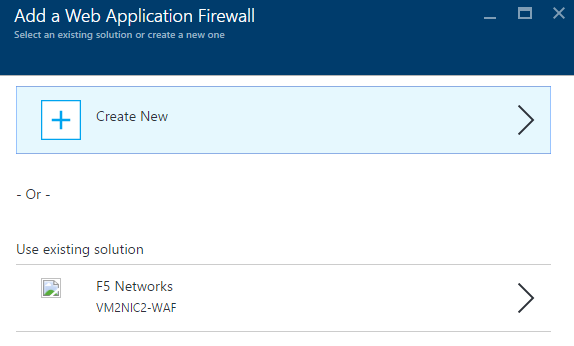 Add a Web Application Firewall
Select an existing solution or create a new one
Create New
- Or -
Use existing solution
F5 Networks
VM2NIC2-WAF